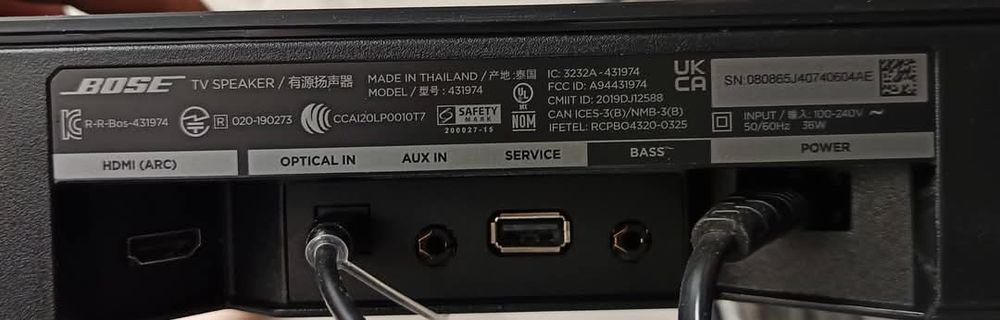 BOSE TV SPEAKER / 有源扬声器
MADE IN THAILAND / 产地:泰国
MODEL / 型号: 431974
R-R-Bos-431974
R 020-190273
CCAI20LP0010T7
SAFETY
MARK
200027-15
UL
NOM
IC: 3232A-431974
FCC ID: A94431974
CMIIT ID: 2019DJ12588
CAN ICES-3(B)/NMB-3(B)
IFETEL: RCPBO4320-0325
UK
CA
SN: 080865J40740604AE
INPUT / 输入: 100-240V ~
50/60Hz 36W
HDMI (ARC)
OPTICAL IN
AUX IN
SERVICE
BASS
POWER